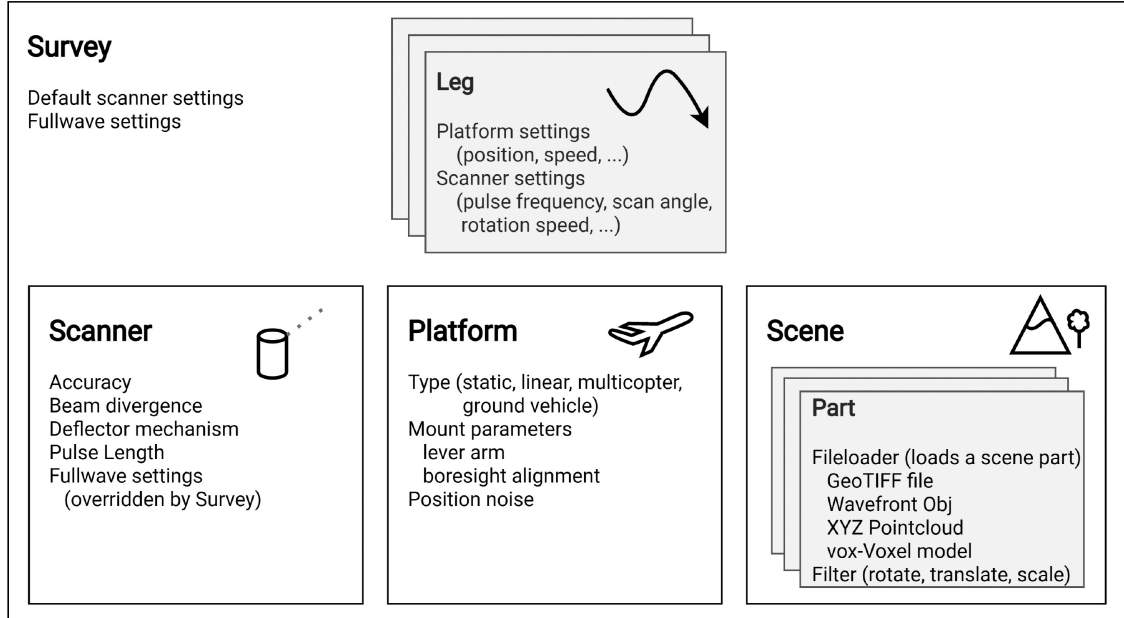 Survey
Default scanner settings
Fullwave settings
Leg
Platform settings
(position, speed, ...)
Scanner settings
(pulse frequency, scan angle,
rotation speed, ...)
Scanner
Accuracy
Beam divergence
Deflector mechanism
Pulse Length
Fullwave settings
(overridden by Survey)
Platform
Type (static, linear, multicopter,
ground vehicle)
Mount parameters
lever arm
boresight alignment
Position noise
Scene
Part
Fileloader (loads a scene part)
GeoTIFF file
Wavefront Obj
XYZ Pointcloud
vox-Voxel model
Filter (rotate, translate, scale)